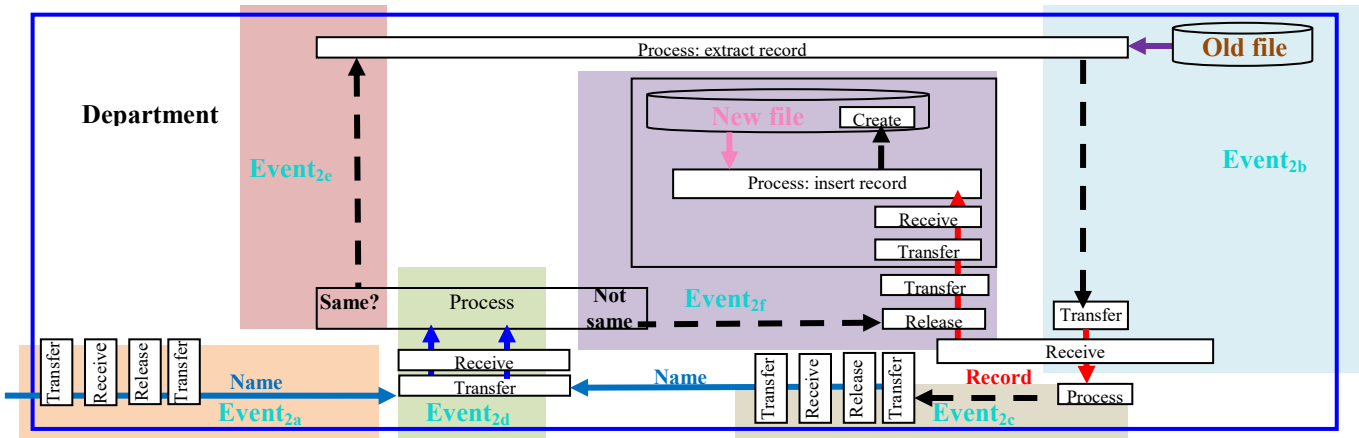 Process: extract record
Old file
Department
New file
Create
Event2e
Event2b
Process: insert record
Receive
Transfer
Transfer
Same?
Process
Not
same
Event2f
Release
Transfer
Transfer
Receive
Release
Transfer
Receive
Receive
Transfer
Receive
Release
Transfer
Name
Transfer
Name
Record
Process
Event2a
Event2d
Event2c